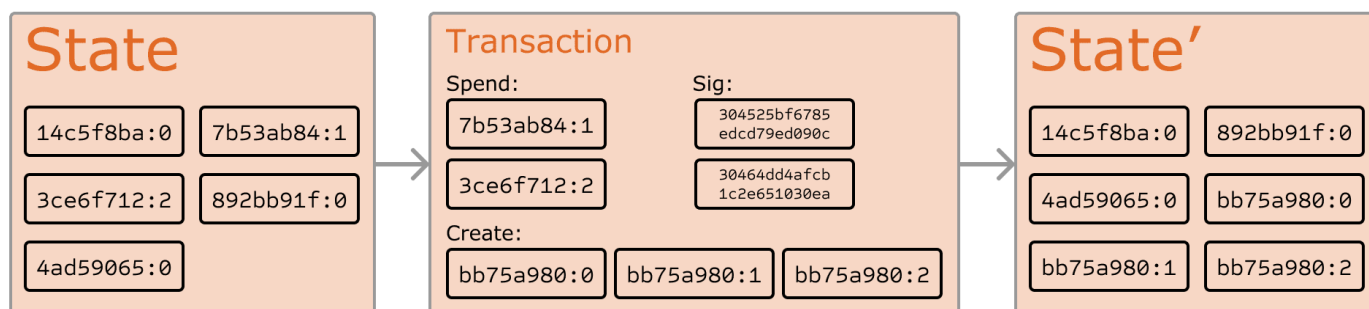 State
14c5f8ba:0 7b53ab84:1
3ce6f712:2 892bb91f:0
4ad59065:0
Transaction
Spend: Sig:
7b53ab84:1
304525bf6785
edcd79ed090c
3ce6f712:2
30464dd4afcb
1c2e651030ea
Create:
bb75a980:0 bb75a980:1 bb75a980:2
State’
14c5f8ba:0 892bb91f:0
4ad59065:0 bb75a980:0
bb75a980:1 bb75a980:2